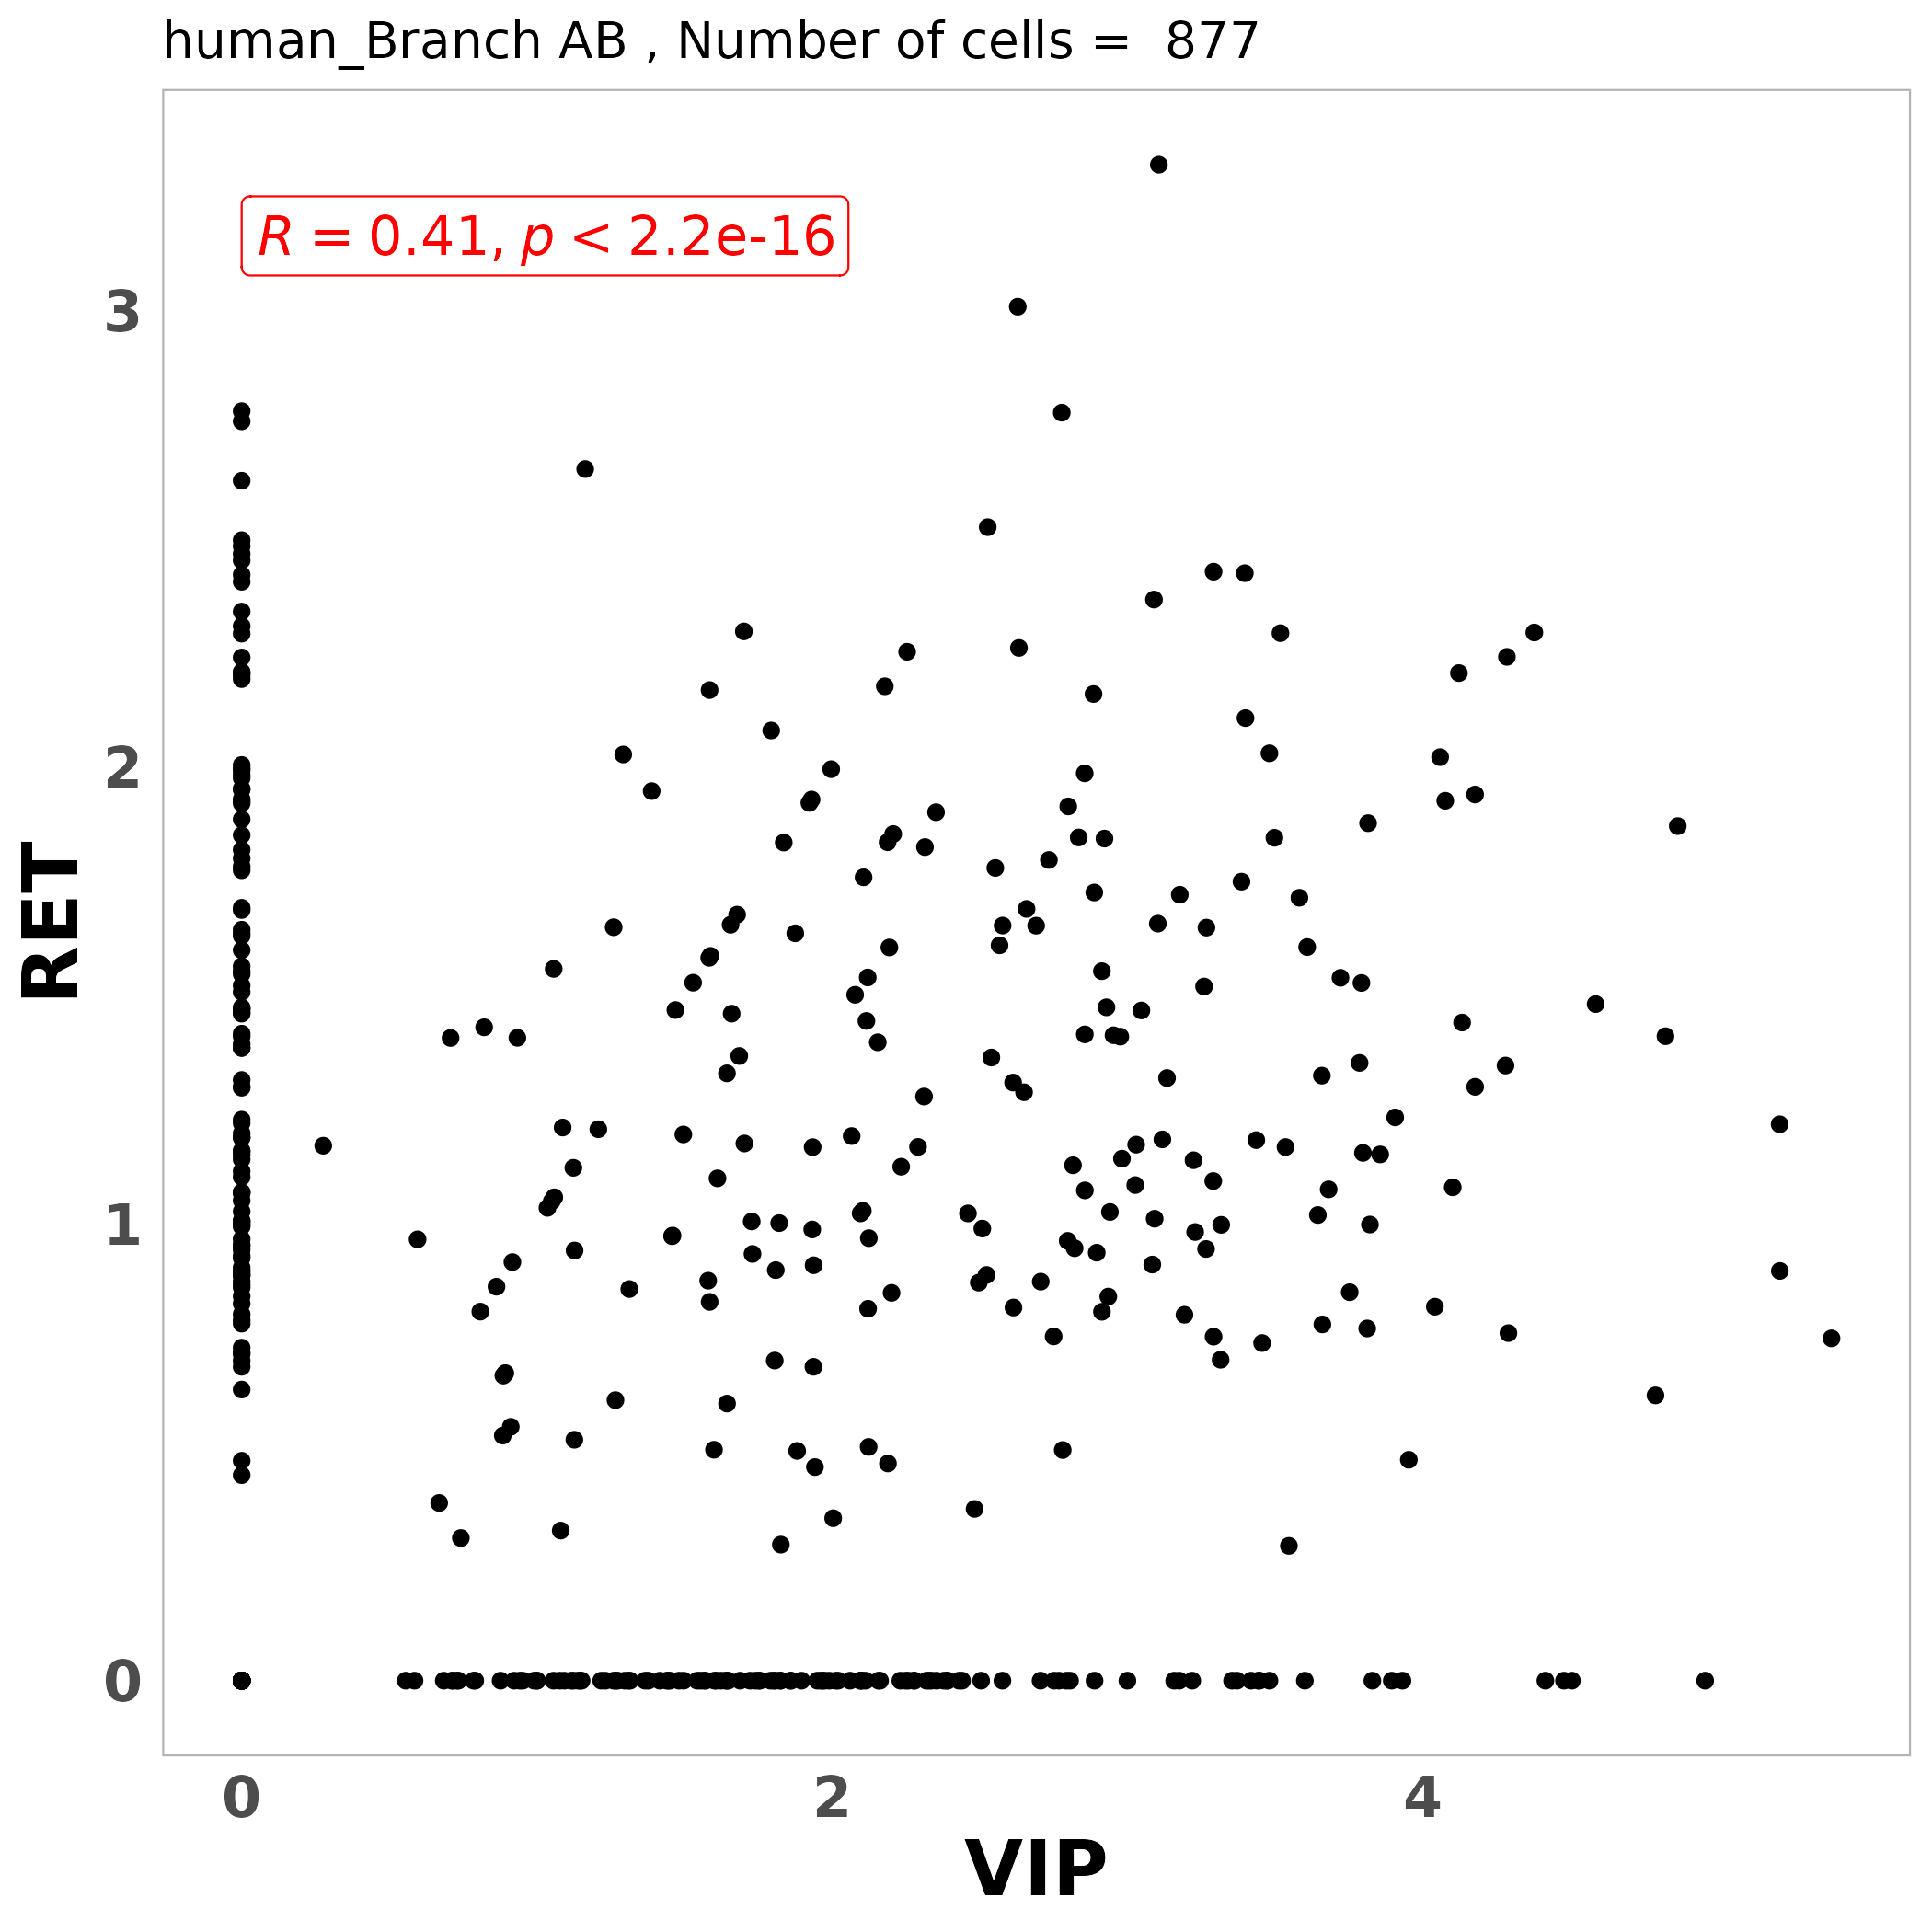 human_Branch AB , Number of cells =  877
R = 0.41, p < 2.2e-16
3
2
1
0
RET
0 2 4
VIP